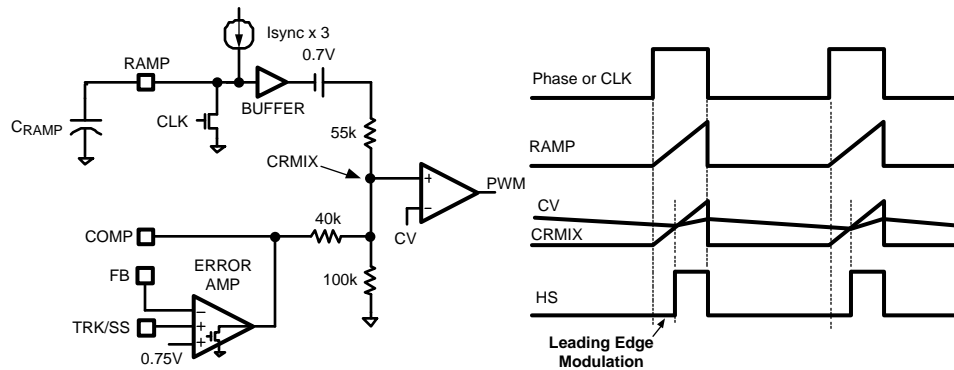 Isync x 3
0.7V
RAMP
BUFFER
CRAMP
CLK
55k
CRMIX
PWM
+
−
CV
COMP
40k
FB
ERROR
AMP
100k
TRK/SS
−
+
+
0.75V
Phase or CLK
RAMP
CV
CRMIX
HS
Leading Edge
Modulation